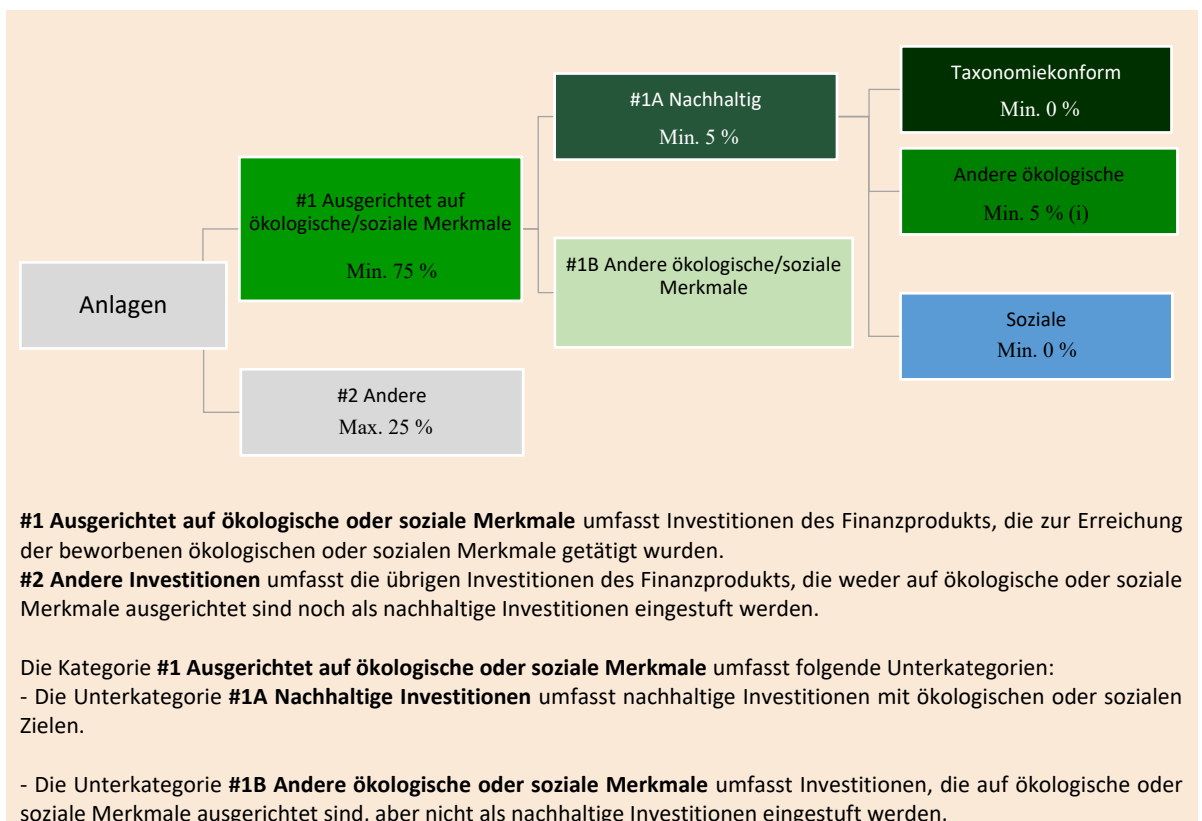 Anlagen
#1 Ausgerichtet auf
ökologische/soziale Merkmale
Min. 75 %
#2 Andere
Max. 25 %
#1A Nachhaltig
Min. 5 %
#1B Andere ökologische/soziale
Merkmale
Taxonomiekonform
Min. 0 %
Andere ökologische
Min. 5 % (i)
Soziale
Min. 0 %
#1 Ausgerichtet auf ökologische oder soziale Merkmale umfasst Investitionen des Finanzprodukts, die zur Erreichung
der beworbenen ökologischen oder sozialen Merkmale getätigt wurden.
#2 Andere Investitionen umfasst die übrigen Investitionen des Finanzprodukts, die weder auf ökologische oder soziale
Merkmale ausgerichtet sind noch als nachhaltige Investitionen eingestuft werden.
Die Kategorie #1 Ausgerichtet auf ökologische oder soziale Merkmale umfasst folgende Unterkategorien:
- Die Unterkategorie #1A Nachhaltige Investitionen umfasst nachhaltige Investitionen mit ökologischen oder sozialen
Zielen.
- Die Unterkategorie #1B Andere ökologische oder soziale Merkmale umfasst Investitionen, die auf ökologische oder
soziale Merkmale ausgerichtet sind, aber nicht als nachhaltige Investitionen eingestuft werden.